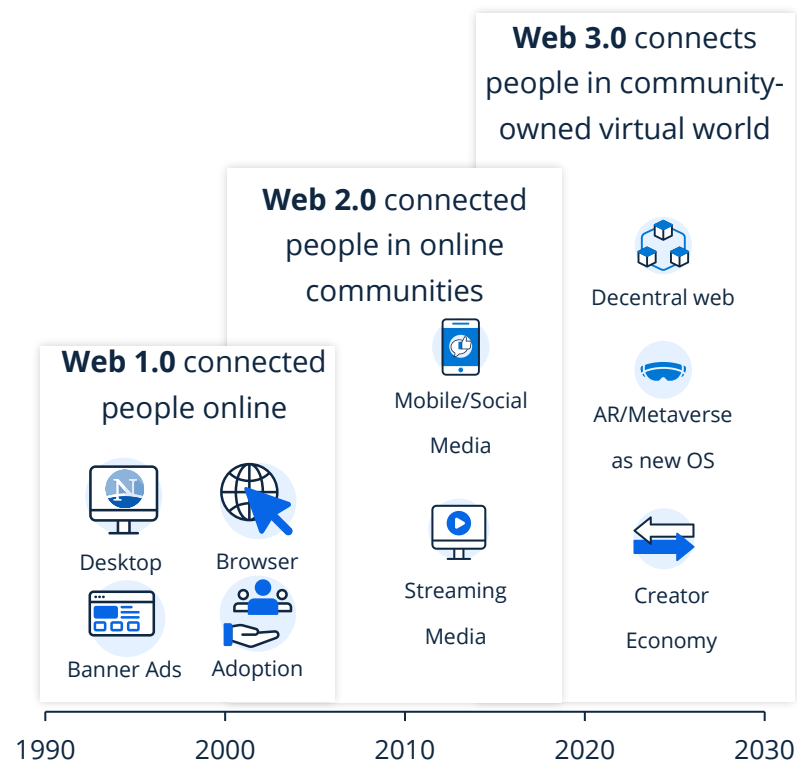 Web 3.0 connects
people in community-
owned virtual world
Web 2.0 connected
people in online
communities
Decentral web
Web 1.0 connected
people online
Mobile/Social
Media
AR/Metaverse
as new OS
N
Desktop
Browser
Streaming
Media
Creator
Economy
Banner Ads
Adoption
1990
2000
2010
2020
2030